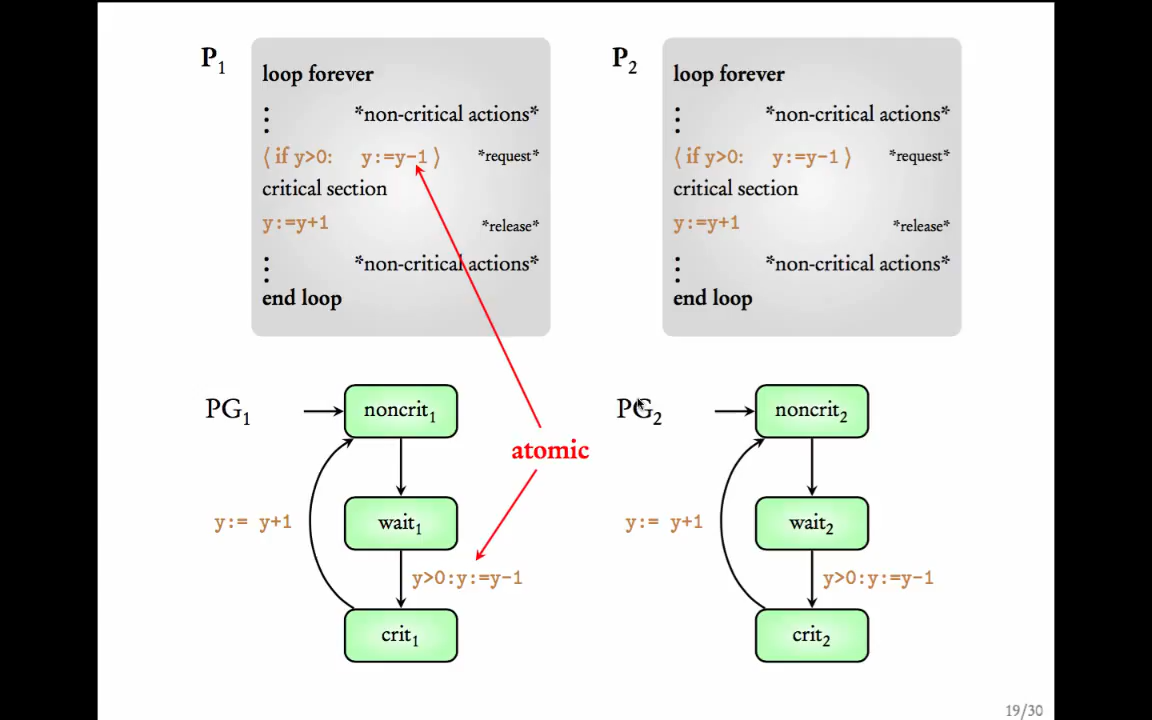 P1
loop forever
⋮ *non-critical actions*
⟨ if y>0: y:=y−1 ⟩ *request*
critical section
y:=y+1 *release*
⋮ *non-critical actions*
end loop
P2
loop forever
⋮ *non-critical actions*
⟨ if y>0: y:=y−1 ⟩ *request*
critical section
y:=y+1 *release*
⋮ *non-critical actions*
end loop
atomic
PG1
noncrit1
wait1
y:= y+1
y>0:y:=y−1
crit1
PG2
noncrit2
wait2
y:= y+1
y>0:y:=y−1
crit2
19/30